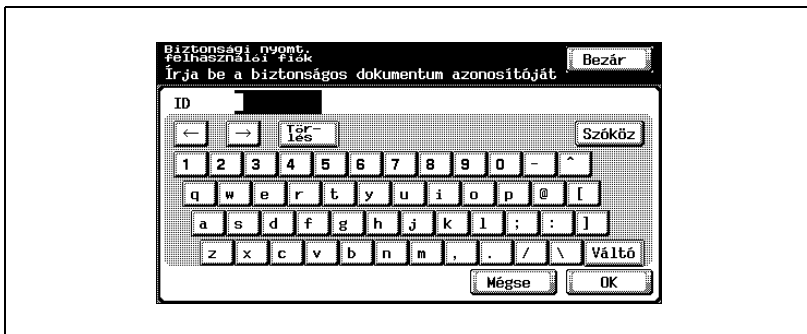 Biztonsági nyomt.
felhasználói fiók
Bezár
Írja be a biztonságos dokumentum azonosítóját
ID
← → Tör-
lés
Szóköz
1 2 3 4 5 6 7 8 9 0 - ^
q w e r t y u i o p @ [
a s d f g h j k l ; : ]
z x c v b n m , . / \ Váltó
Mégse OK